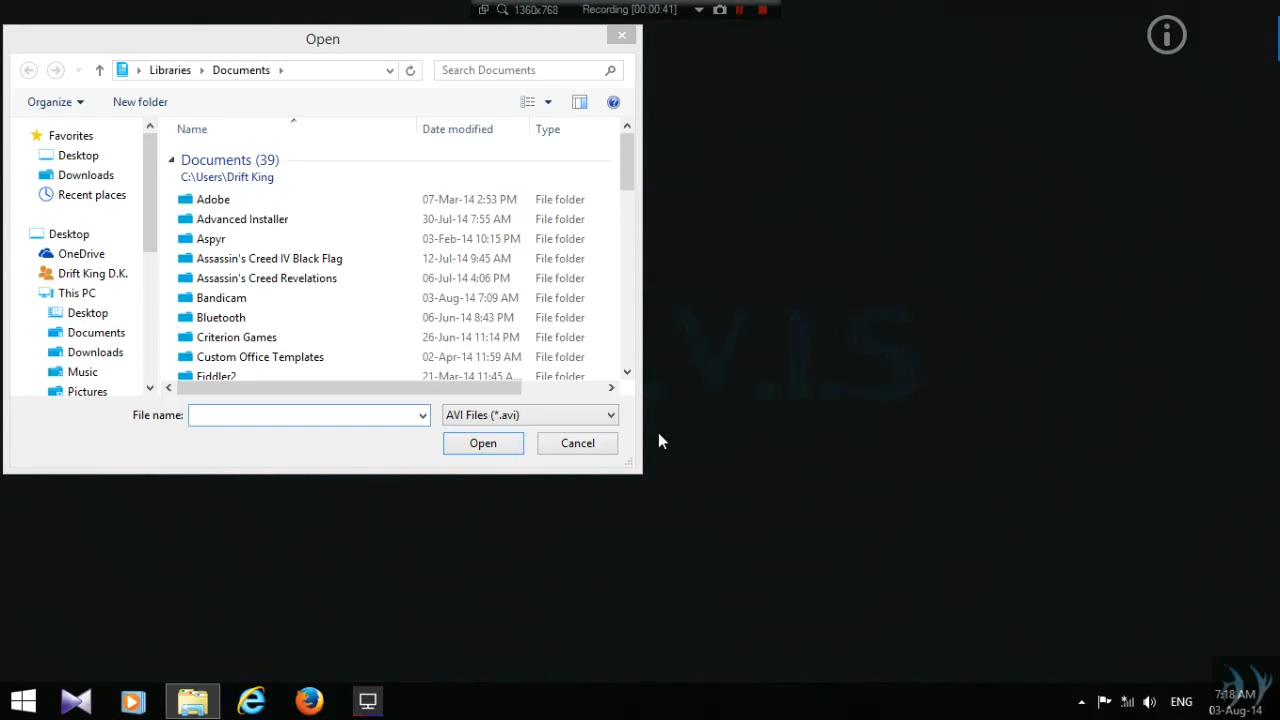 1360x768 Recording [00:00:41]
Open
Libraries Documents Search Documents
Organize New folder
Name Date modified Type
Documents (39)
C:\Users\Drift King
Adobe 07-Mar-14 2:53 PM File folder
Advanced Installer 30-Jul-14 7:55 AM File folder
Aspyr 03-Feb-14 10:15 PM File folder
Assassin's Creed IV Black Flag 12-Jul-14 9:45 AM File folder
Assassin's Creed Revelations 06-Jul-14 4:06 PM File folder
Bandicam 03-Aug-14 7:09 AM File folder
Bluetooth 06-Jun-14 8:43 PM File folder
Criterion Games 26-Jun-14 11:14 PM File folder
Custom Office Templates 02-Apr-14 11:59 AM File folder
Fiddler2 21-Mar-14 11:45 A... File folder
Favorites
Desktop
Downloads
Recent places
Desktop
OneDrive
Drift King D.K.
This PC
Desktop
Documents
Downloads
Music
Pictures
File name: AVI Files (*.avi)
Open Cancel
.V.I.S
ENG
7:18 AM
03-Aug-14